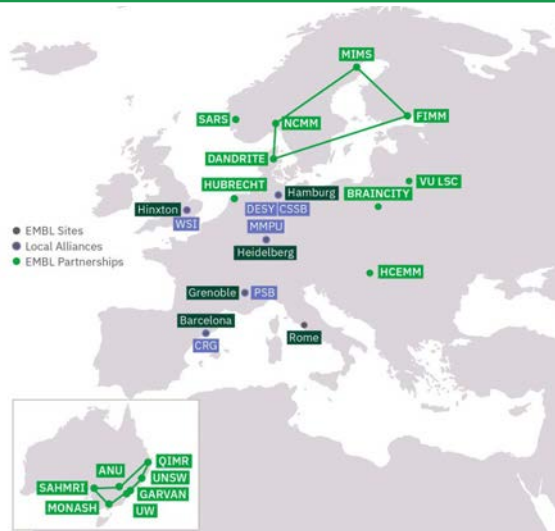 MIMS
SARS
NCMM
FIMM
DANDRITE
VU LSC
HUBRECHT
Hamburg
BRAINCITY
Hinxton
DESY CSSB
WSI
MMPU
EMBL Sites
Local Alliances
Heidelberg
EMBL Partnerships
HCEMM
Grenoble
PSB
Barcelona
Rome
CRG
QIMR
ANU
UNSW
SAHMRI
GARVAN
MONASH
UW